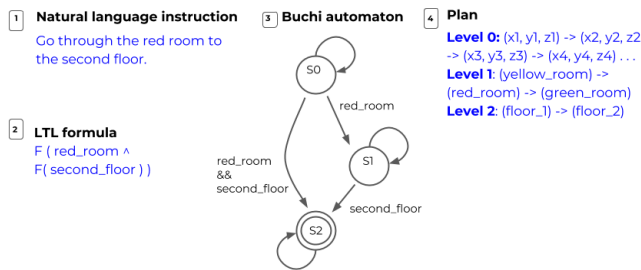 1 Natural language instruction
Go through the red room to
the second floor.
2 LTL formula
F ( red_room ∧
F( second_floor ) )
3 Buchi automaton
S0
red_room
S1
red_room
&&
second_floor
second_floor
S2
4 Plan
Level 0: (x1, y1, z1) -> (x2, y2, z2
-> (x3, y3, z3) -> (x4, y4, z4) . . .
Level 1: (yellow_room) ->
(red_room) -> (green_room)
Level 2: (floor_1) -> (floor_2)